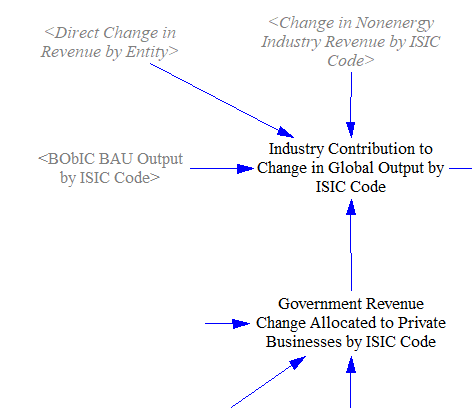 <Direct Change in
Revenue by Entity>
<Change in Nonenergy
Industry Revenue by ISIC
Code>
<BObIC BAU Output
by ISIC Code>
Industry Contribution to
Change in Global Output by
ISIC Code
Government Revenue
Change Allocated to Private
Businesses by ISIC Code